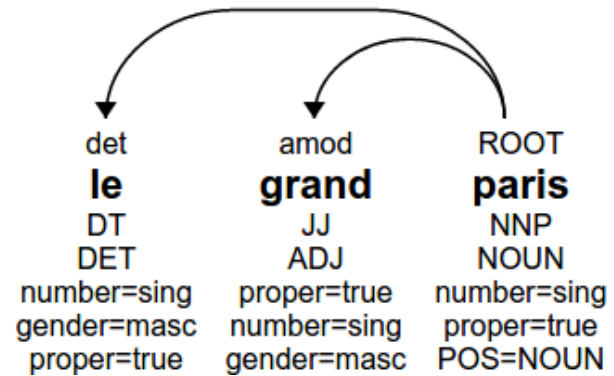 det amod ROOT
le grand paris
DT JJ NNP
DET ADJ NOUN
number=sing proper=true number=sing
gender=masc number=sing proper=true
proper=true gender=masc POS=NOUN